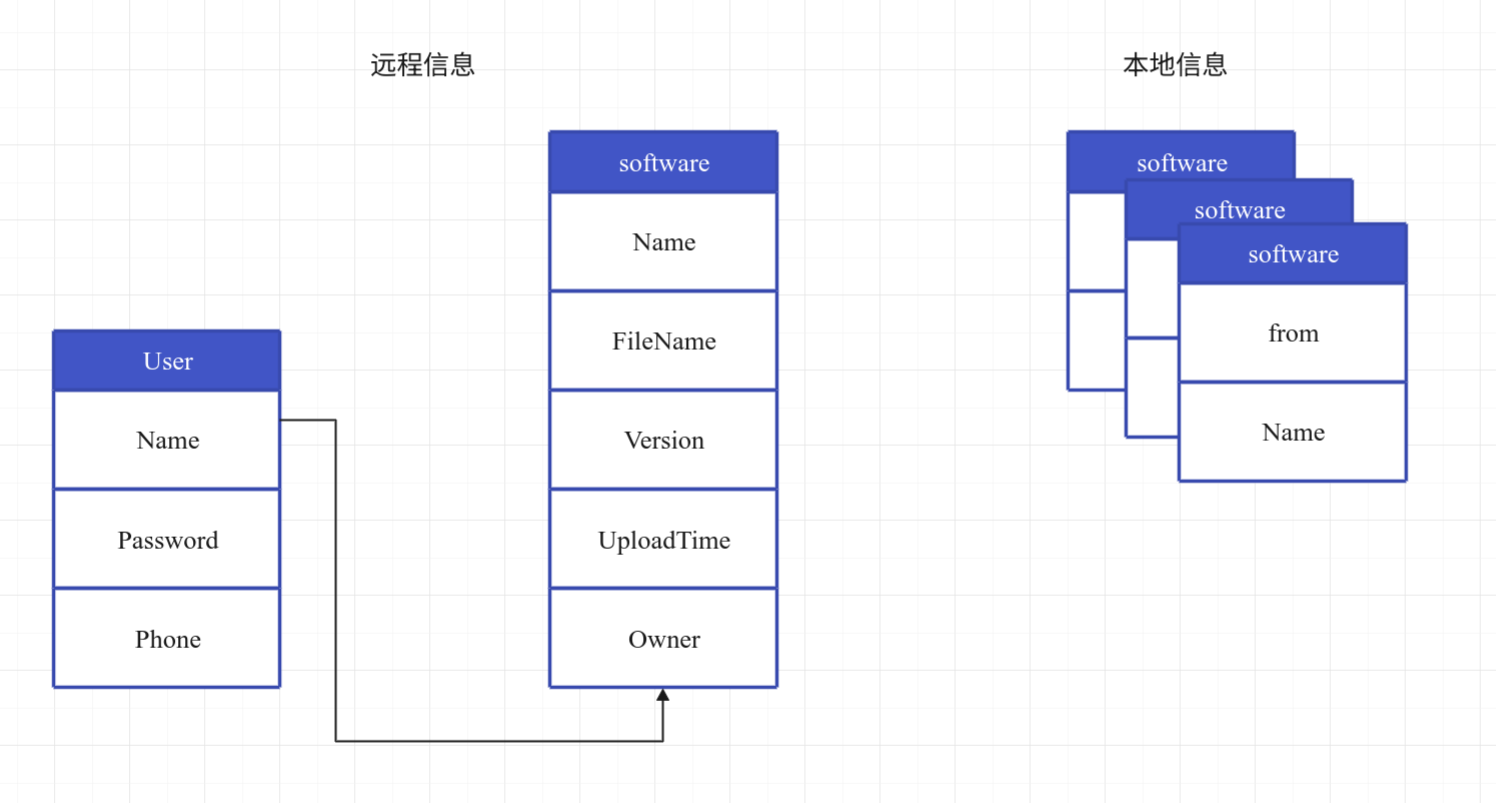 远程信息
本地信息
User
Name
Password
Phone
software
Name
FileName
Version
UploadTime
Owner
software
software
software
from
Name